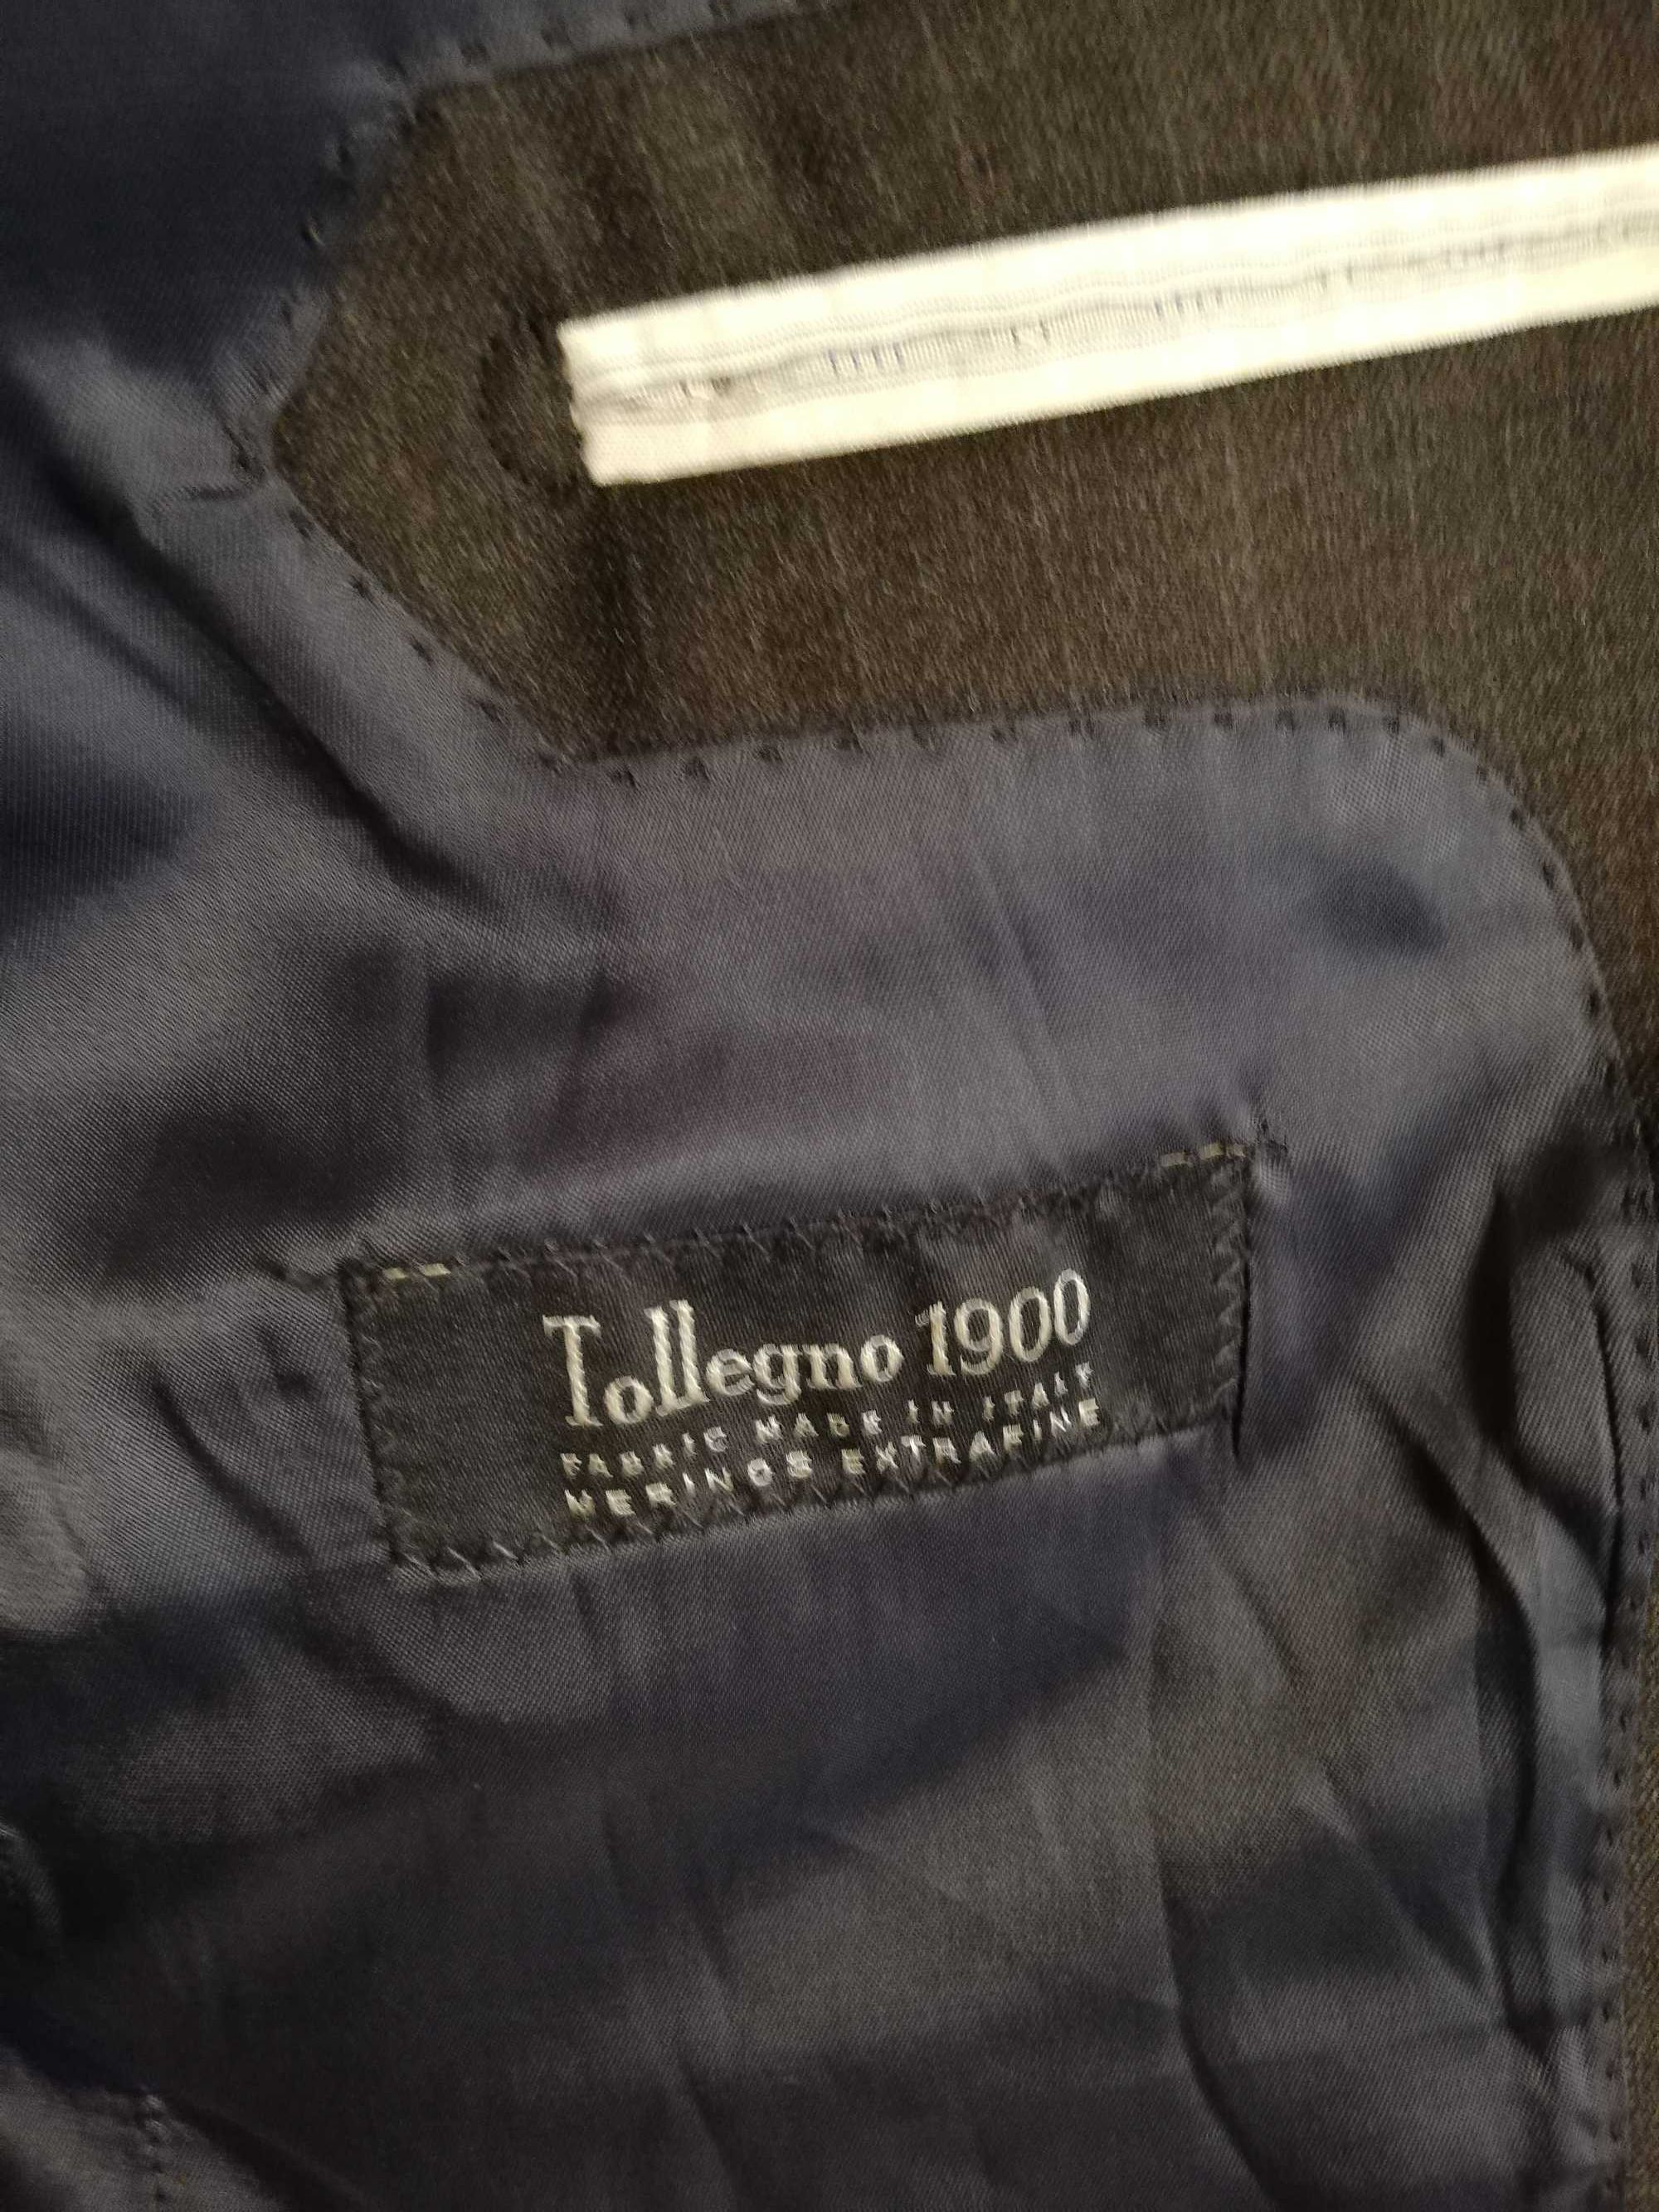 Tollegno 1900
FABRIC MADE IN ITALY
MERINOS EXTRAFINE